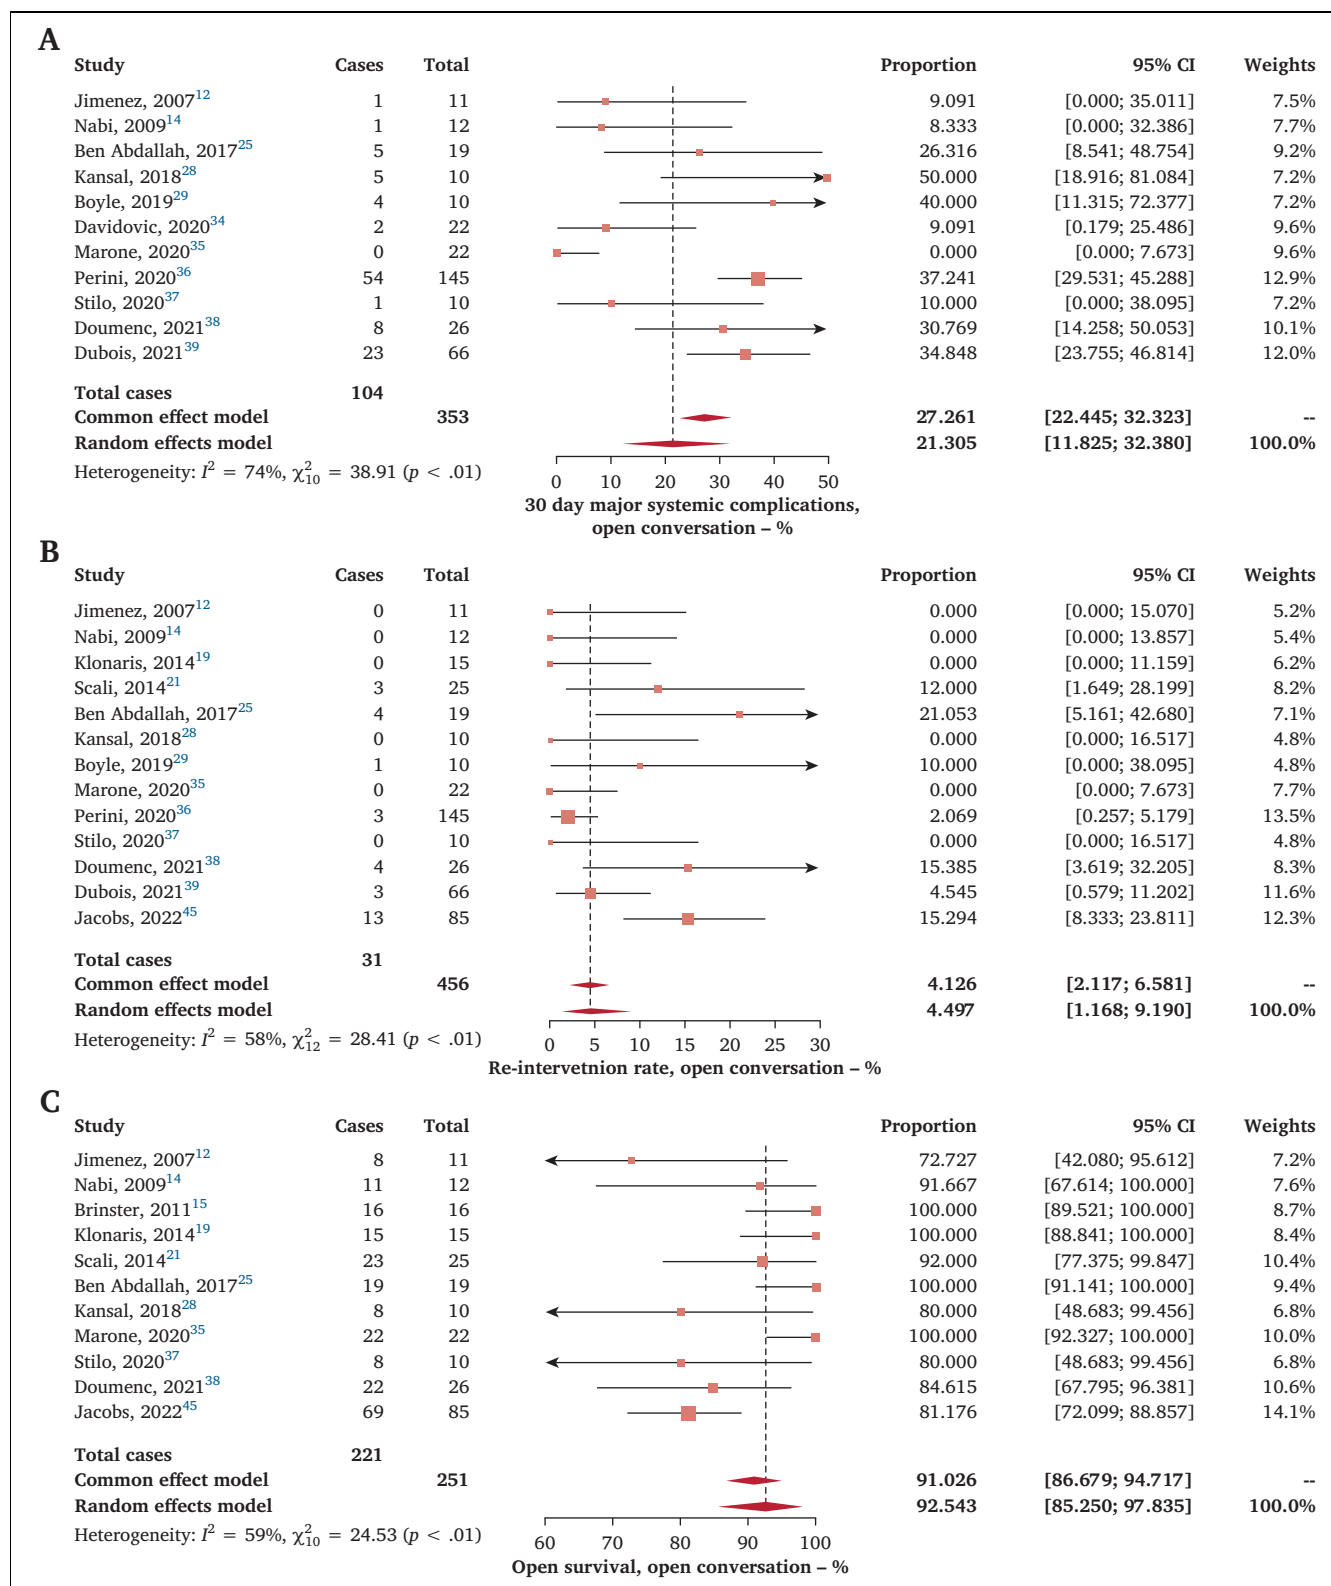 A
Study Cases Total Proportion 95% CI Weights
Jimenez, 2007¹² 1 11 9.091 [0.000; 35.011] 7.5%
Nabi, 2009¹⁴ 1 12 8.333 [0.000; 32.386] 7.7%
Ben Abdallah, 2017²⁵ 5 19 26.316 [8.541; 48.754] 9.2%
Kansal, 2018²⁸ 5 10 50.000 [18.916; 81.084] 7.2%
Boyle, 2019²⁹ 4 10 40.000 [11.315; 72.377] 7.2%
Davidovic, 2020³⁴ 2 22 9.091 [0.179; 25.486] 9.6%
Marone, 2020³⁵ 0 22 0.000 [0.000; 7.673] 9.6%
Perini, 2020³⁶ 54 145 37.241 [29.531; 45.288] 12.9%
Stilo, 2020³⁷ 1 10 10.000 [0.000; 38.095] 7.2%
Doumenc, 2021³⁸ 8 26 30.769 [14.258; 50.053] 10.1%
Dubois, 2021³⁹ 23 66 34.848 [23.755; 46.814] 12.0%
Total cases 104
Common effect model 353 27.261 [22.445; 32.323] --
Random effects model 21.305 [11.825; 32.380] 100.0%
Heterogeneity: I² = 74%, χ²₁₀ = 38.91 (p < .01)
0 10 20 30 40 50
30 day major systemic complications,
open conversation – %
B
Study Cases Total Proportion 95% CI Weights
Jimenez, 2007¹² 0 11 0.000 [0.000; 15.070] 5.2%
Nabi, 2009¹⁴ 0 12 0.000 [0.000; 13.857] 5.4%
Klonaris, 2014¹⁹ 0 15 0.000 [0.000; 11.159] 6.2%
Scali, 2014²¹ 3 25 12.000 [1.649; 28.199] 8.2%
Ben Abdallah, 2017²⁵ 4 19 21.053 [5.161; 42.680] 7.1%
Kansal, 2018²⁸ 0 10 0.000 [0.000; 16.517] 4.8%
Boyle, 2019²⁹ 1 10 10.000 [0.000; 38.095] 4.8%
Marone, 2020³⁵ 0 22 0.000 [0.000; 7.673] 7.7%
Perini, 2020³⁶ 3 145 2.069 [0.257; 5.179] 13.5%
Stilo, 2020³⁷ 0 10 0.000 [0.000; 16.517] 4.8%
Doumenc, 2021³⁸ 4 26 15.385 [3.619; 32.205] 8.3%
Dubois, 2021³⁹ 3 66 4.545 [0.579; 11.202] 11.6%
Jacobs, 2022⁴⁵ 13 85 15.294 [8.333; 23.811] 12.3%
Total cases 31
Common effect model 456 4.126 [2.117; 6.581] --
Random effects model 4.497 [1.168; 9.190] 100.0%
Heterogeneity: I² = 58%, χ²₁₂ = 28.41 (p < .01)
0 5 10 15 20 25 30
Re-intervetnion rate, open conversation – %
C
Study Cases Total Proportion 95% CI Weights
Jimenez, 2007¹² 8 11 72.727 [42.080; 95.612] 7.2%
Nabi, 2009¹⁴ 11 12 91.667 [67.614; 100.000] 7.6%
Brinster, 2011¹⁵ 16 16 100.000 [89.521; 100.000] 8.7%
Klonaris, 2014¹⁹ 15 15 100.000 [88.841; 100.000] 8.4%
Scali, 2014²¹ 23 25 92.000 [77.375; 99.847] 10.4%
Ben Abdallah, 2017²⁵ 19 19 100.000 [91.141; 100.000] 9.4%
Kansal, 2018²⁸ 8 10 80.000 [48.683; 99.456] 6.8%
Marone, 2020³⁵ 22 22 100.000 [92.327; 100.000] 10.0%
Stilo, 2020³⁷ 8 10 80.000 [48.683; 99.456] 6.8%
Doumenc, 2021³⁸ 22 26 84.615 [67.795; 96.381] 10.6%
Jacobs, 2022⁴⁵ 69 85 81.176 [72.099; 88.857] 14.1%
Total cases 221
Common effect model 251 91.026 [86.679; 94.717] --
Random effects model 92.543 [85.250; 97.835] 100.0%
Heterogeneity: I² = 59%, χ²₁₀ = 24.53 (p < .01)
60 70 80 90 100
Open survival, open conversation – %